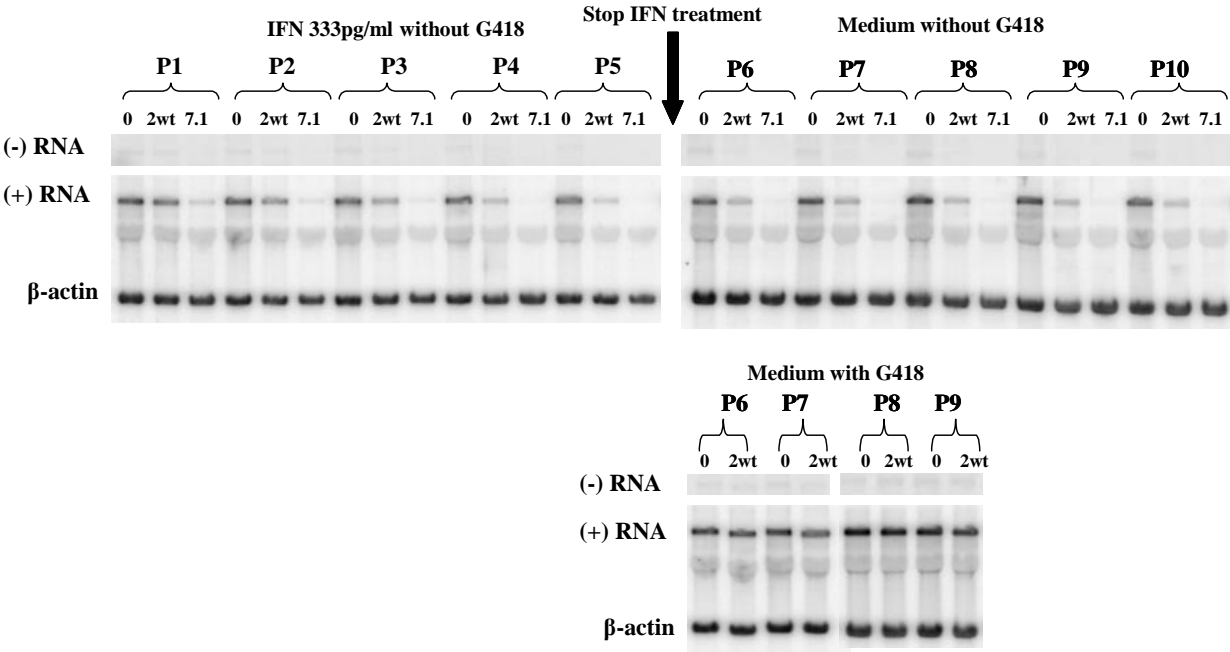 Stop IFN treatment
IFN 333pg/ml without G418
Medium without G418
P1 P2 P3 P4 P5 P6 P7 P8 P9 P10
0 2wt 7.1 0 2wt 7.1 0 2wt 7.1 0 2wt 7.1 0 2wt 7.1 0 2wt 7.1 0 2wt 7.1 0 2wt 7.1 0 2wt 7.1 0 2wt 7.1
(-) RNA
(+) RNA
β-actin
Medium with G418
P6 P7 P8 P9
0 2wt 0 2wt 0 2wt 0 2wt
(-) RNA
(+) RNA
β-actin